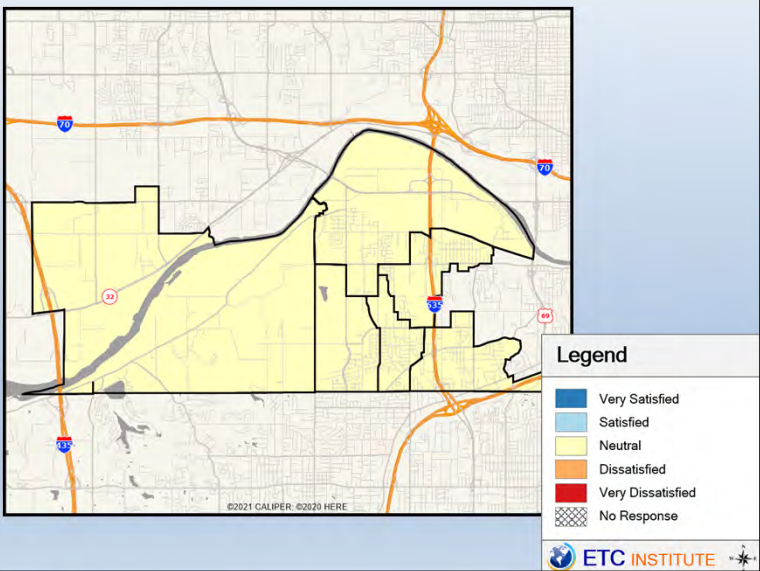 70
70
32
635
69
435
©2021 CALIPER; ©2020 HERE
Legend
Very Satisfied
Satisfied
Neutral
Dissatisfied
Very Dissatisfied
No Response
ETC INSTITUTE